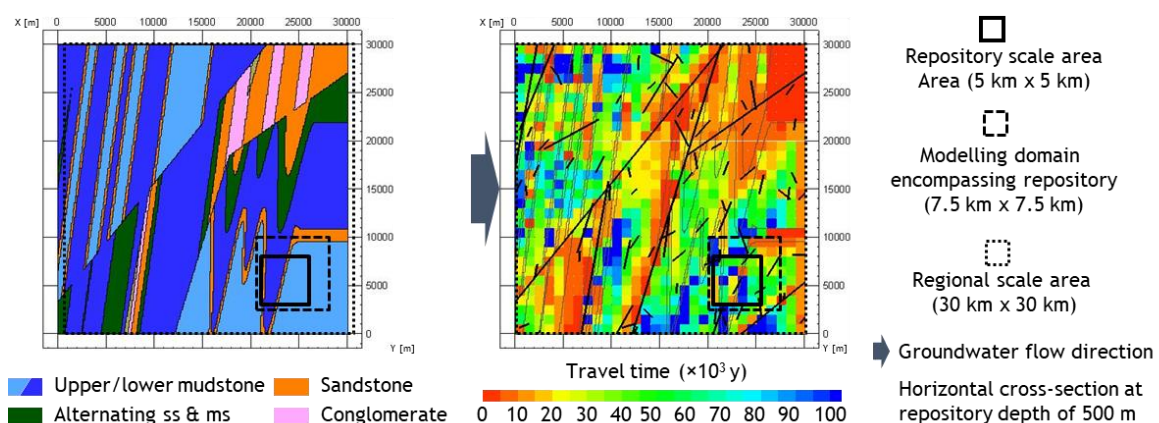 X [m] 0 5000 10000 15000 20000 25000 30000
30000
25000
20000
15000
10000
5000
0
Y [m]
Upper/lower mudstone
Sandstone
Alternating ss & ms
Conglomerate
X [m] 0 5000 10000 15000 20000 25000 30000
30000
25000
20000
15000
10000
5000
0
Y [m]
Travel time (×10³ y)
0 10 20 30 40 50 60 70 80 90 100
Repository scale area
Area (5 km x 5 km)
Modelling domain
encompassing repository
(7.5 km x 7.5 km)
Regional scale area
(30 km x 30 km)
Groundwater flow direction
Horizontal cross-section at
repository depth of 500 m